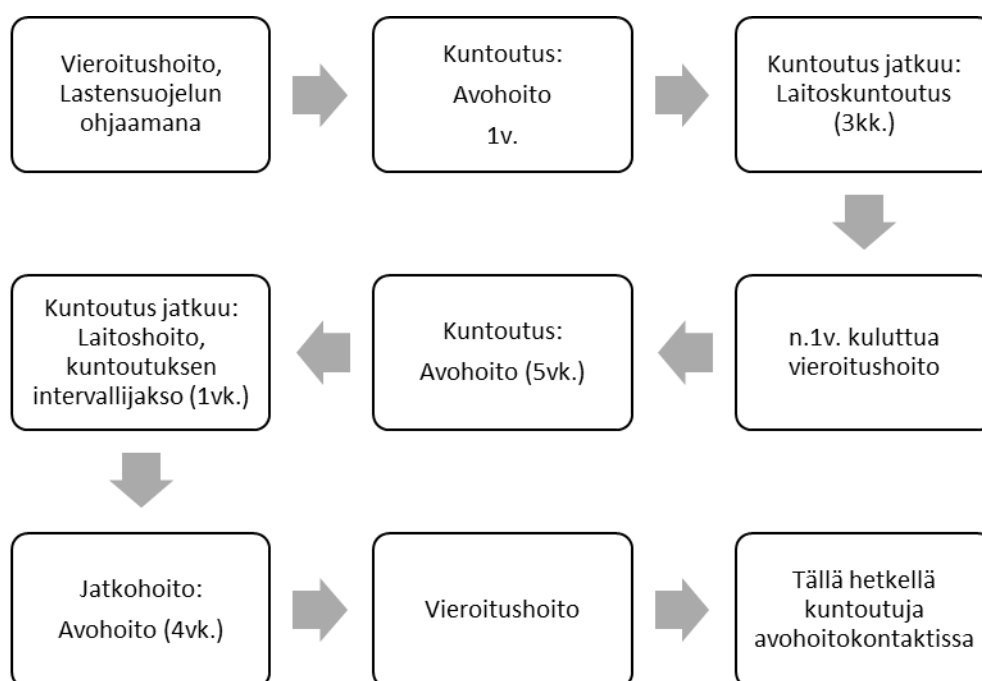 Vieroitushoito,
Lastensuojelun
ohjaamana
Kuntoutus:
Avohoito
1v.
Kuntoutus jatkuu:
Laitoskuntoutus
(3kk.)
n.1v. kuluttua
vieroitushoito
Kuntoutus:
Avohoito (5vk.)
Kuntoutus jatkuu:
Laitoshoito,
kuntoutuksen
intervallijakso (1vk.)
Jatkohoito:
Avohoito (4vk.)
Vieroitushoito
Tällä hetkellä
kuntoutuja
avohoitokontaktissa